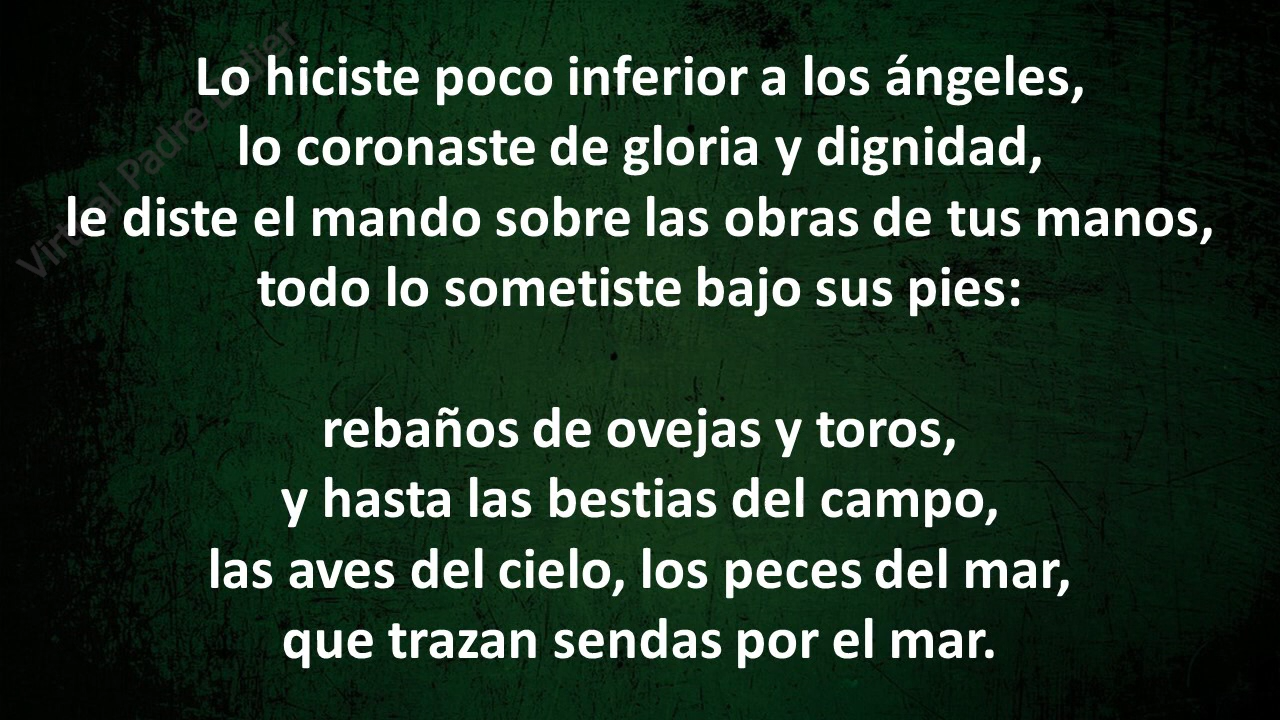 Lo hiciste poco inferior a los ángeles,
lo coronaste de gloria y dignidad,
le diste el mando sobre las obras de tus manos,
todo lo sometiste bajo sus pies:
rebaños de ovejas y toros,
y hasta las bestias del campo,
las aves del cielo, los peces del mar,
que trazan sendas por el mar.
Padre